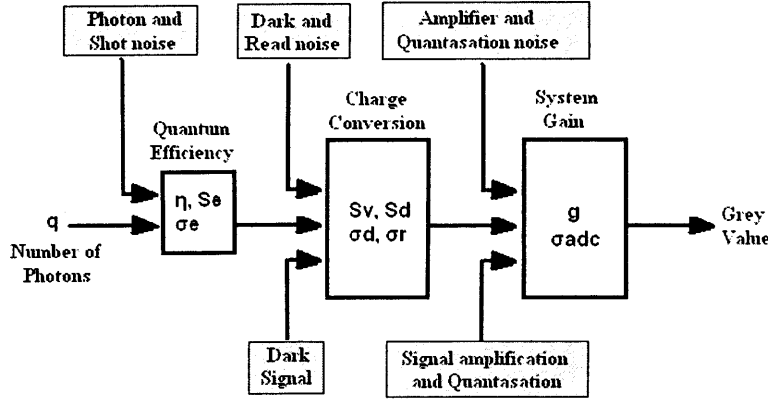 Photon and
Shot noise
Dark and
Read noise
Amplifier and
Quantasation noise
Quantum
Efficiency
Charge
Conversion
System
Gain
q
Number of
Photons
η, Se
σe
Sv, Sd
σd, σr
g
σadc
Grey
Value
Dark
Signal
Signal amplification
and Quantasation